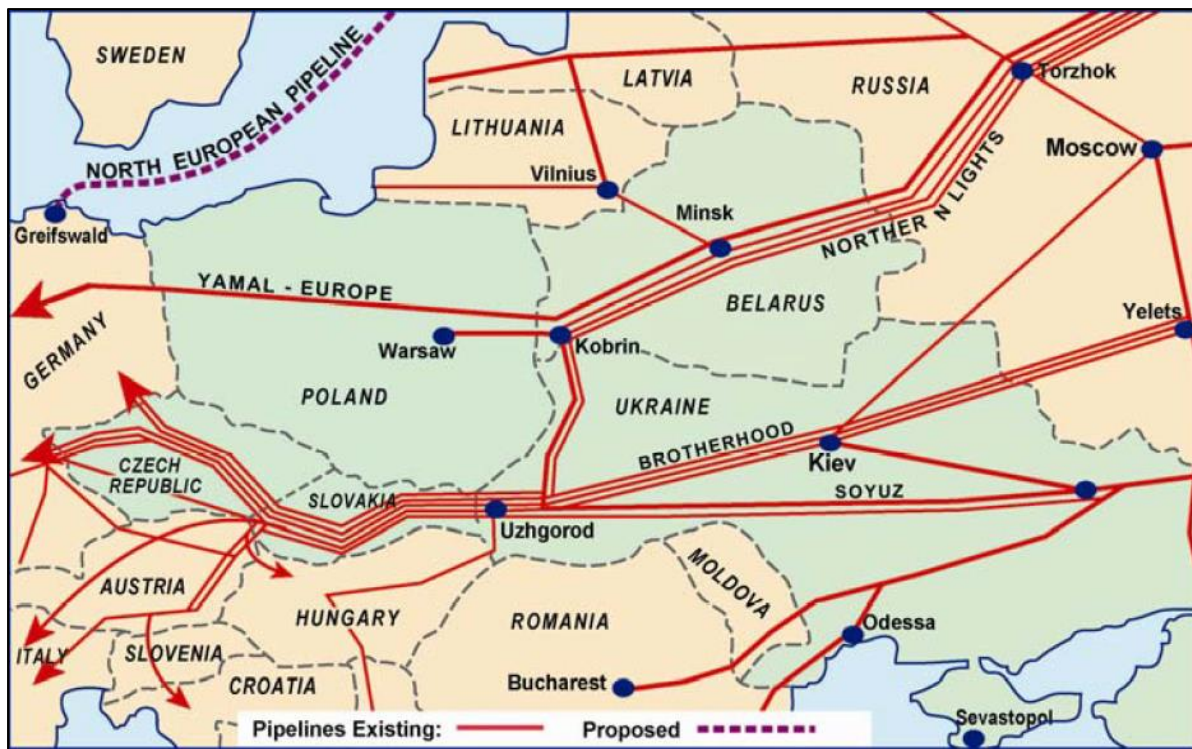 SWEDEN
NORTH EUROPEAN PIPELINE
LATVIA
RUSSIA
Torzhok
LITHUANIA
Moscow
Vilnius
Greifswald
Minsk
NORTHER N LIGHTS
YAMAL - EUROPE
BELARUS
Yelets
GERMANY
Warsaw
Kobrin
POLAND
UKRAINE
BROTHERHOOD
Kiev
CZECH
REPUBLIC
SLOVAKIA
SOYUZ
Uzhgorod
AUSTRIA
MOLDOVA
HUNGARY
ROMANIA
Odessa
ITALY
SLOVENIA
CROATIA
Bucharest
Sevastopol
Pipelines Existing:
Proposed